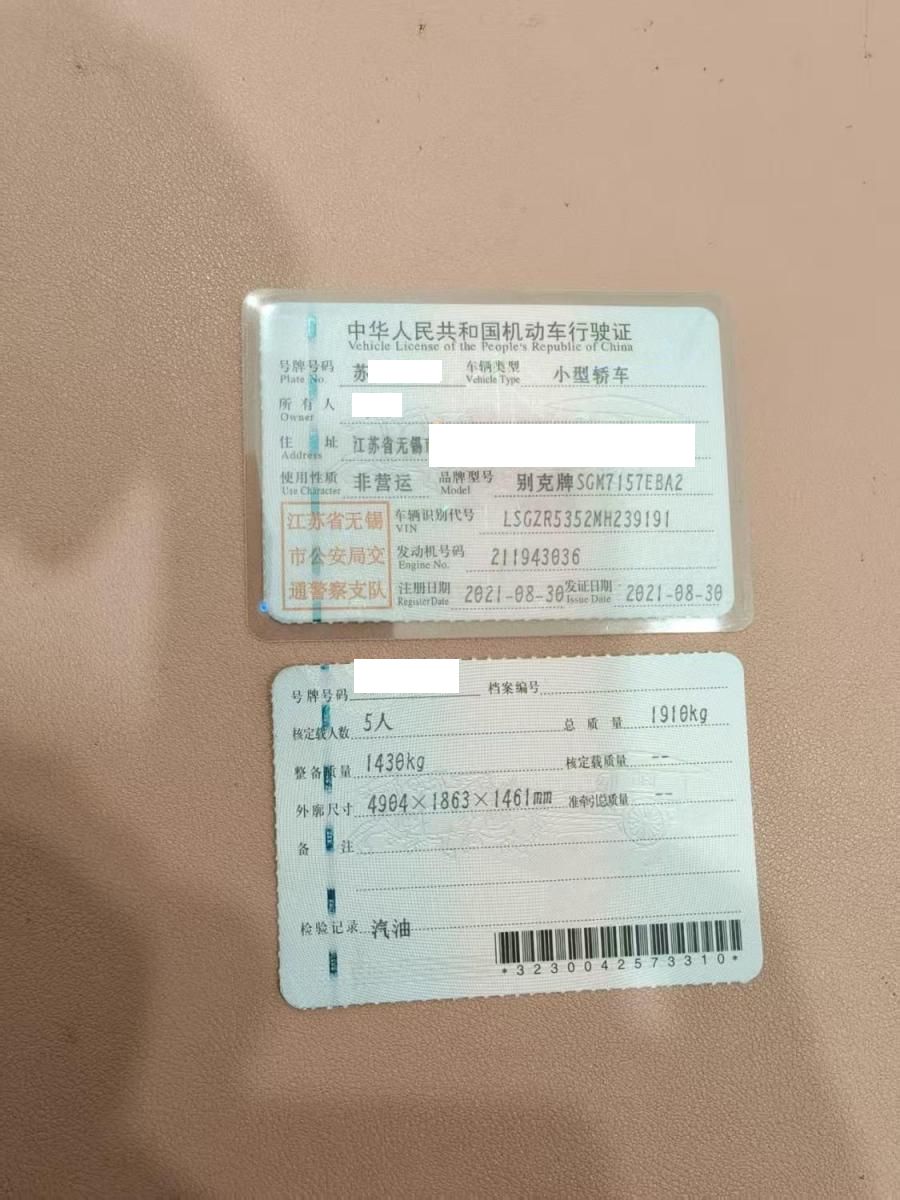 中华人民共和国机动车行驶证
Vehicle License of the People's Republic of China
号牌号码 苏 车辆类型 小型轿车
Plate No. Vehicle Type
所有人
Owner
住址 江苏省无锡市
Address
使用性质 非营运 品牌型号 别克牌SGM7157EBA2
Use Character Model
江苏省无锡 车辆识别代号 LSGZR5352MH239191
VIN
市公安局交 发动机号码 211943036
Engine No.
通警察支队 注册日期 2021-08-30 发证日期 2021-08-30
Register Date Issue Date
号牌号码 档案编号
核定载人数 5人 总质量 1910kg
整备质量 1430kg 核定载质量 --
外廓尺寸 4904×1863×1461mm 准牵引总质量 --
备注
检验记录 汽油
*3230042573310*